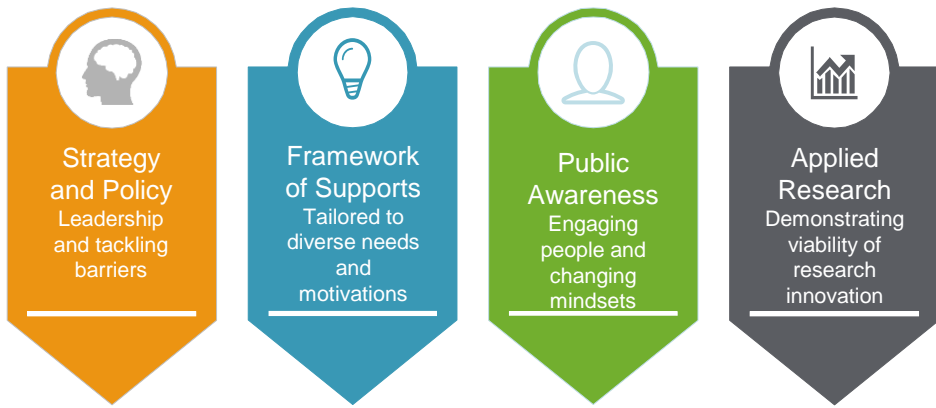 Strategy
and Policy
Leadership
and tackling
barriers
Framework
of Supports
Tailored to
diverse needs
and
motivations
Public
Awareness
Engaging
people and
changing
mindsets
Applied
Research
Demonstrating
viability of
research
innovation